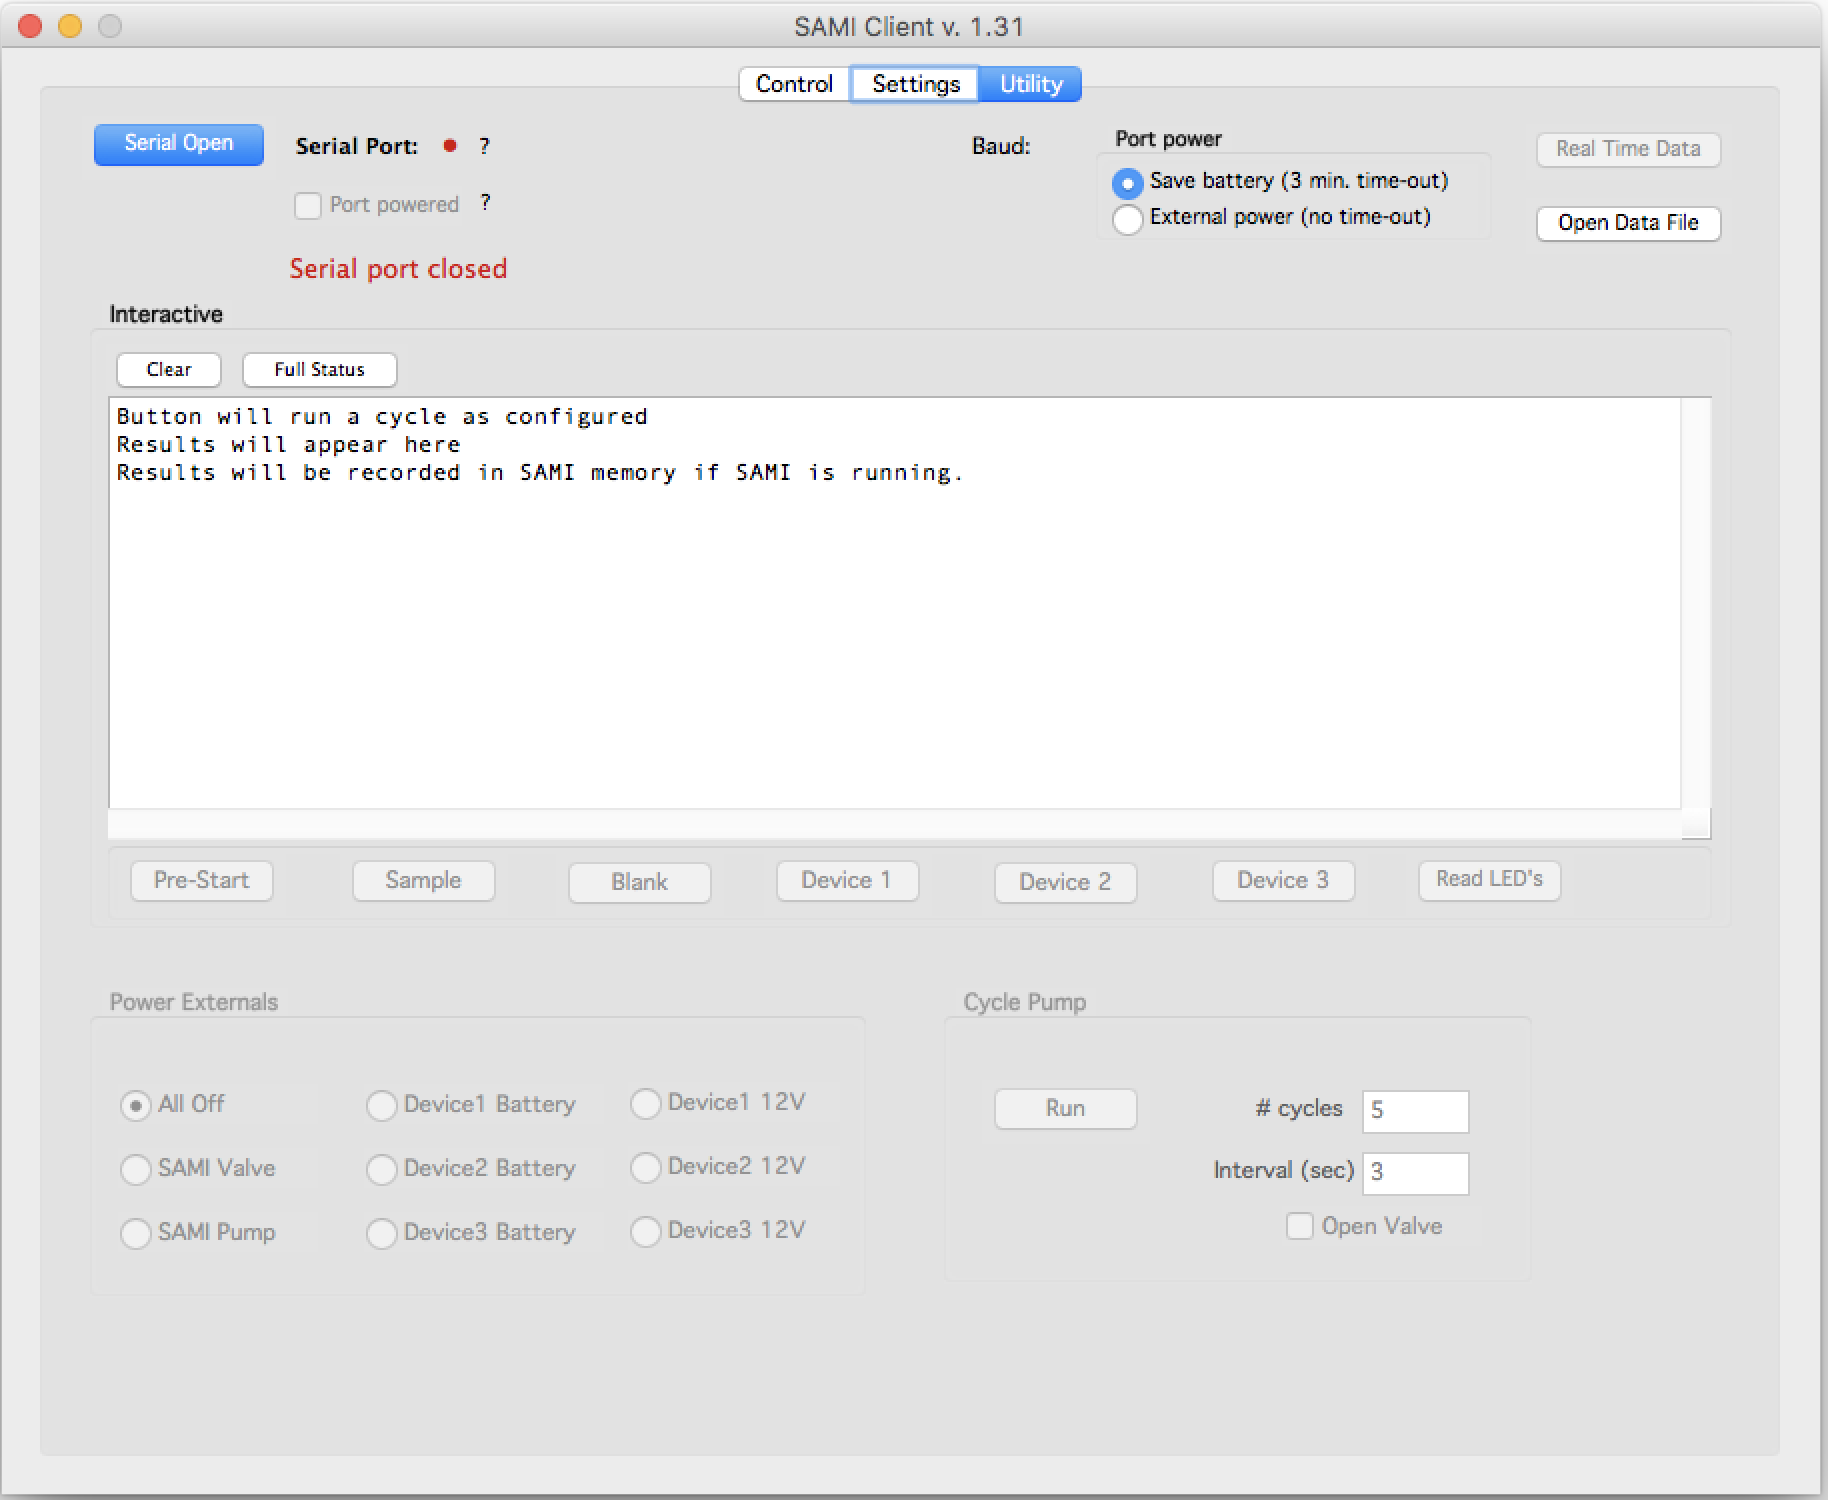 SAMI Client v. 1.31
Control Settings Utility
Serial Open
Serial Port: ?
Baud:
Port power
Save battery (3 min. time-out)
External power (no time-out)
Real Time Data
Open Data File
Port powered ?
Serial port closed
Interactive
Clear Full Status
Button will run a cycle as configured
Results will appear here
Results will be recorded in SAMI memory if SAMI is running.
Pre-Start Sample Blank Device 1 Device 2 Device 3 Read LED's
Power Externals
All Off Device1 Battery Device1 12V
SAMI Valve Device2 Battery Device2 12V
SAMI Pump Device3 Battery Device3 12V
Cycle Pump
Run # cycles 5
Interval (sec) 3
Open Valve